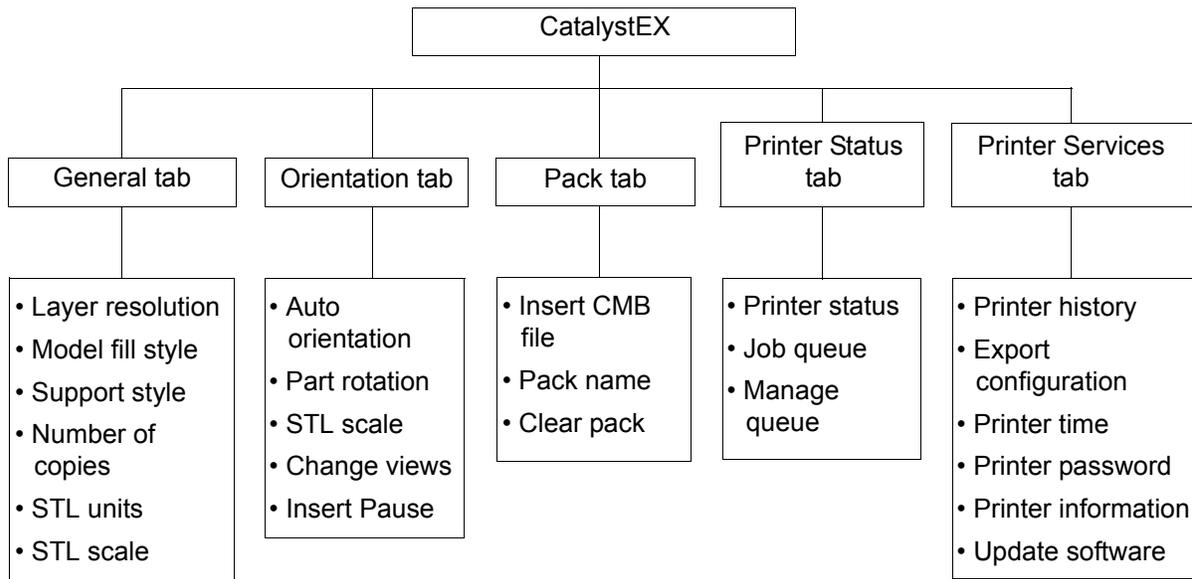 CatalystEX
General tab
Orientation tab
Pack tab
Printer Status
tab
Printer Services
tab
• Layer resolution
• Model fill style
• Support style
• Number of
copies
• STL units
• STL scale
• Auto
orientation
• Part rotation
• STL scale
• Change views
• Insert Pause
• Insert CMB
file
• Pack name
• Clear pack
• Printer status
• Job queue
• Manage
queue
• Printer history
• Export
configuration
• Printer time
• Printer password
• Printer information
• Update software